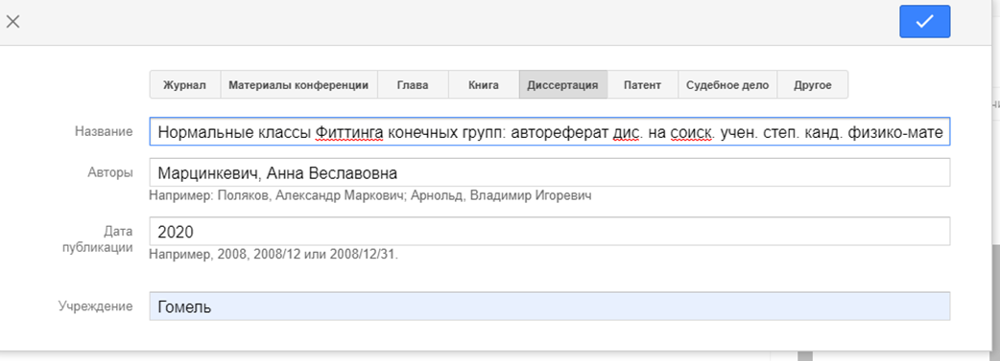 Журнал Материалы конференции Глава Книга Диссертация Патент Судебное дело Другое
Название Нормальные классы Фиттинга конечных групп: автореферат дис. на соиск. учен. степ. канд. физико-мате
Авторы Марцинкевич, Анна Веславовна
Например: Поляков, Александр Маркович; Арнольд, Владимир Игоревич
Дата
публикации 2020
Например, 2008, 2008/12 или 2008/12/31.
Учреждение Гомель